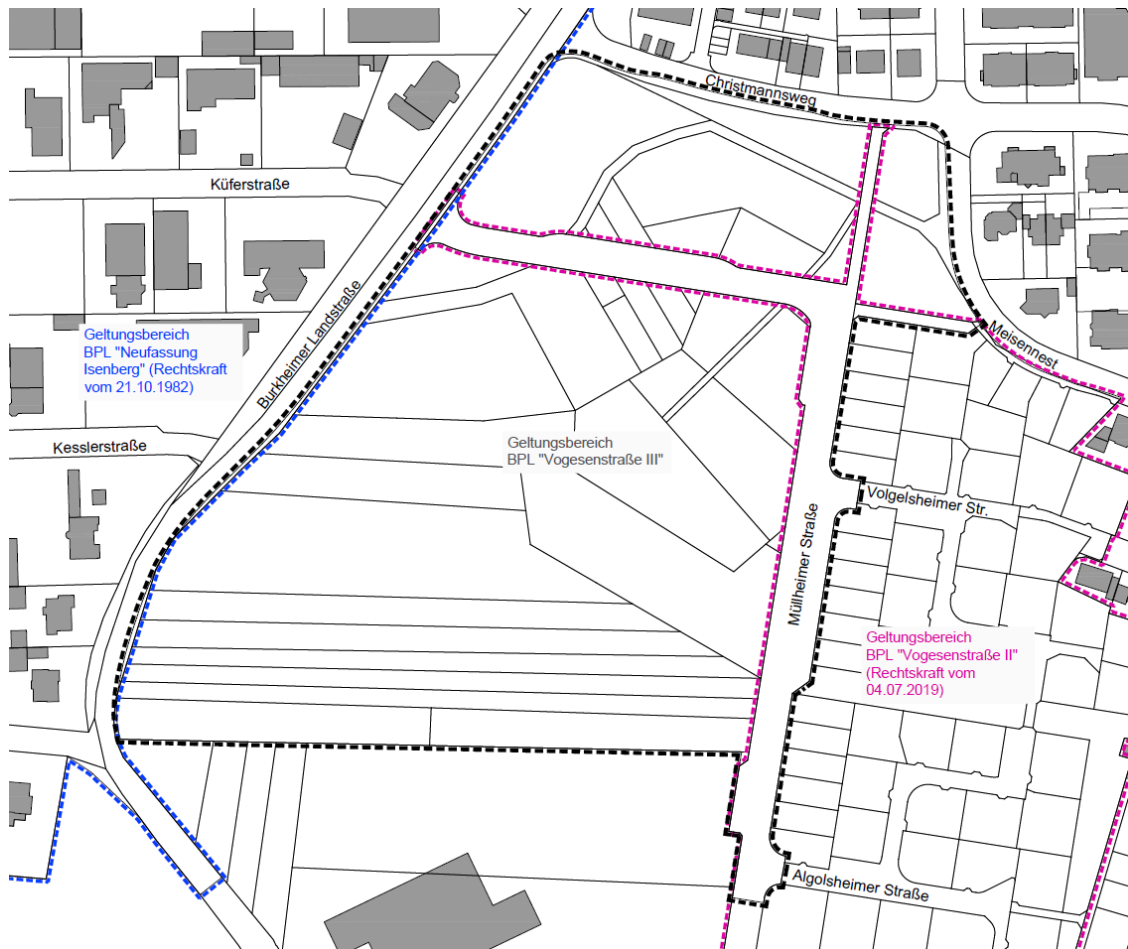 Christmannsweg
Küferstraße
Burkheimer Landstraße
Meisennest
Geltungsbereich
BPL "Neufassung
Isenberg" (Rechtskraft
vom 21.10.1982)
Kesslerstraße
Geltungsbereich
BPL "Vogesenstraße III"
Volgelsheimer Str.
Müllheimer Straße
Geltungsbereich
BPL "Vogesenstraße II"
(Rechtskraft vom
04.07.2019)
Algolsheimer Straße